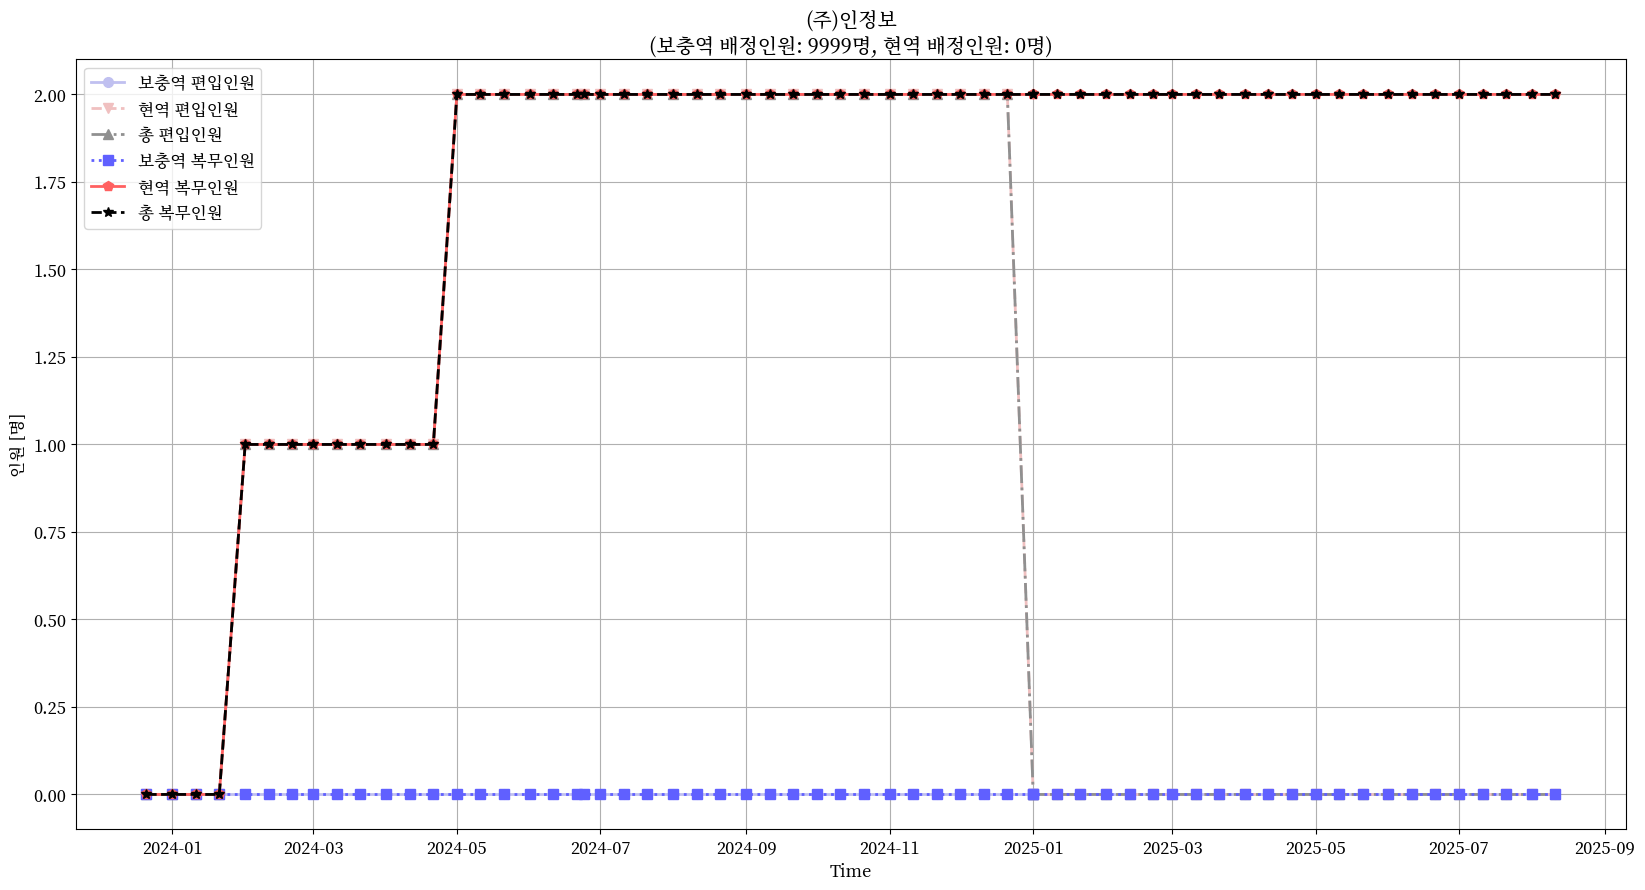 (주)인정보
(보충역 배정인원: 9999명, 현역 배정인원: 0명)
보충역 편입인원
현역 편입인원
총 편입인원
보충역 복무인원
현역 복무인원
총 복무인원
2.00
1.75
1.50
1.25
1.00
0.75
0.50
0.25
0.00
인원 [명]
2024-01 2024-03 2024-05 2024-07 2024-09 2024-11 2025-01 2025-03 2025-05 2025-07 2025-09
Time